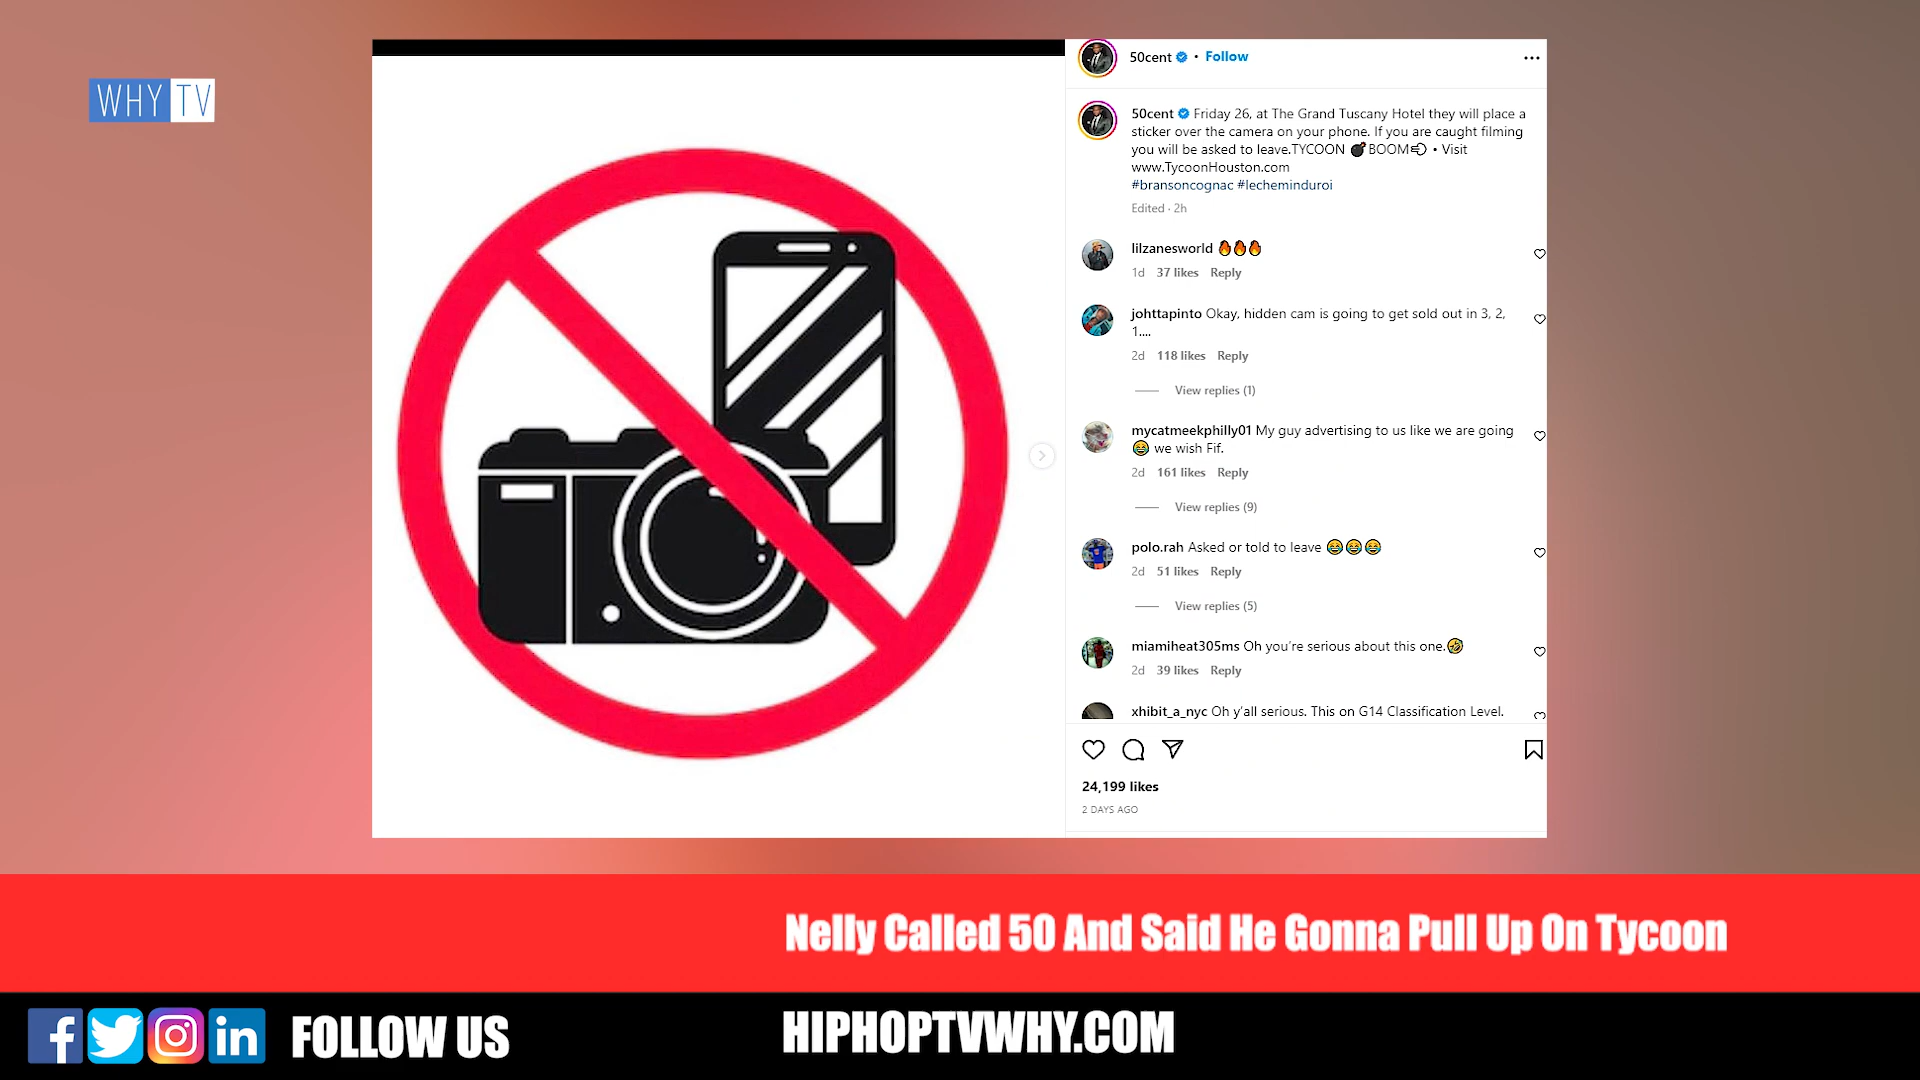 WHY TV
50cent • Follow
50cent Friday 26, at The Grand Tuscany Hotel they will place a
sticker over the camera on your phone. If you are caught filming
you will be asked to leave.TYCOON 💣BOOM💨 • Visit
www.TycoonHouston.com
#bransoncognac #lecheminduroi
Edited · 2h
lilzanesworld 🔥🔥🔥
1d 37 likes Reply
johttapinto Okay, hidden cam is going to get sold out in 3, 2,
1....
2d 118 likes Reply
View replies (1)
mycatmeekphilly01 My guy advertising to us like we are going
😂 we wish Fif.
2d 161 likes Reply
View replies (9)
polo.rah Asked or told to leave 😂😂😂
2d 51 likes Reply
View replies (5)
miamiheat305ms Oh you're serious about this one.🤣
2d 39 likes Reply
xhibit_a_nyc Oh y'all serious. This on G14 Classification Level.
24,199 likes
2 DAYS AGO
Nelly Called 50 And Said He Gonna Pull Up On Tycoon
FOLLOW US
HIPHOPTVWHY.COM